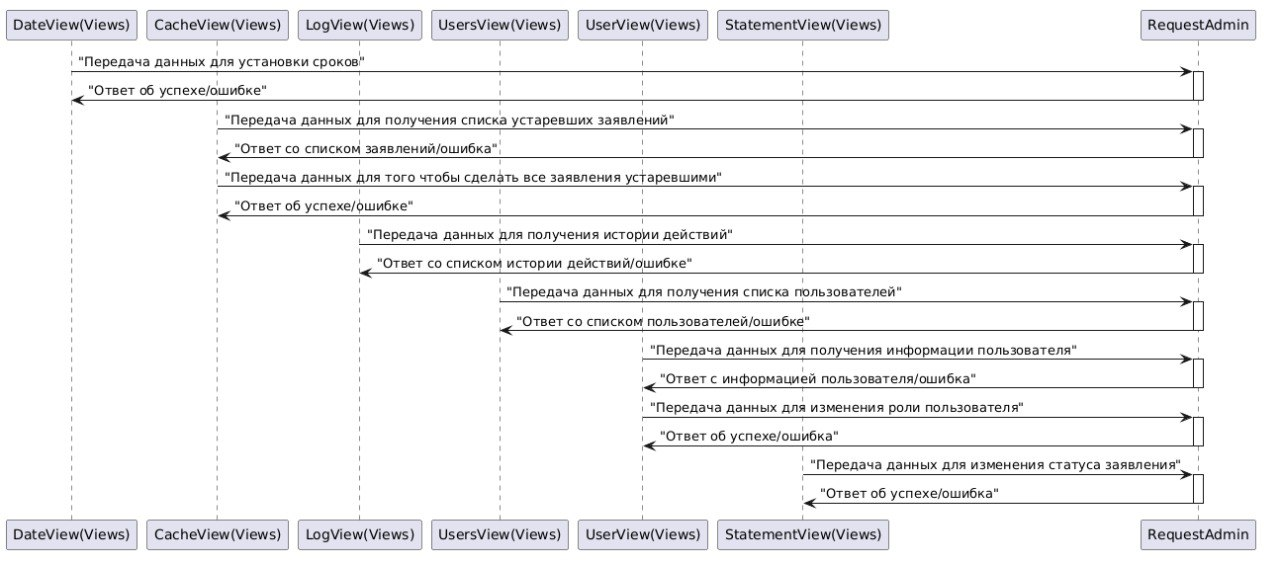 DateView(Views) CacheView(Views) LogView(Views) UsersView(Views) UserView(Views) StatementView(Views) RequestAdmin
"Передача данных для установки сроков"
"Ответ об успехе/ошибке"
"Передача данных для получения списка устаревших заявлений"
"Ответ со списком заявлений/ошибка"
"Передача данных для того чтобы сделать все заявления устаревшими"
"Ответ об успехе/ошибке"
"Передача данных для получения истории действий"
"Ответ со списком истории действий/ошибке"
"Передача данных для получения списка пользователей"
"Ответ со списком пользователей/ошибке"
"Передача данных для получения информации пользователя"
"Ответ с информацией пользователя/ошибка"
"Передача данных для изменения роли пользователя"
"Ответ об успехе/ошибка"
"Передача данных для изменения статуса заявления"
"Ответ об успехе/ошибка"
DateView(Views) CacheView(Views) LogView(Views) UsersView(Views) UserView(Views) StatementView(Views) RequestAdmin